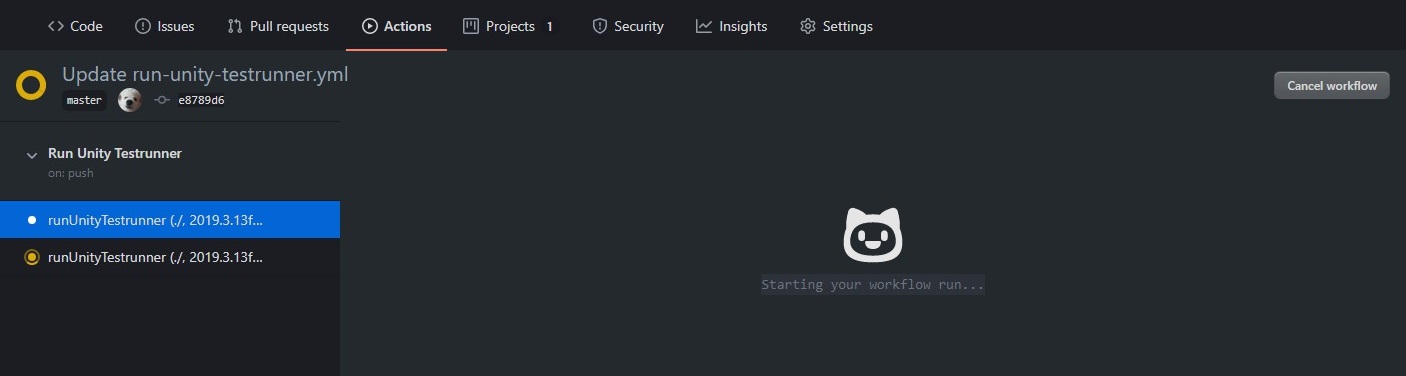 Code Issues Pull requests Actions Projects 1 Security Insights Settings
Update run-unity-testrunner.yml
Cancel workflow
master e8789d6
Run Unity Testrunner
on: push
runUnityTestrunner (./, 2019.3.13f...
runUnityTestrunner (./, 2019.3.13f...
Starting your workflow run...